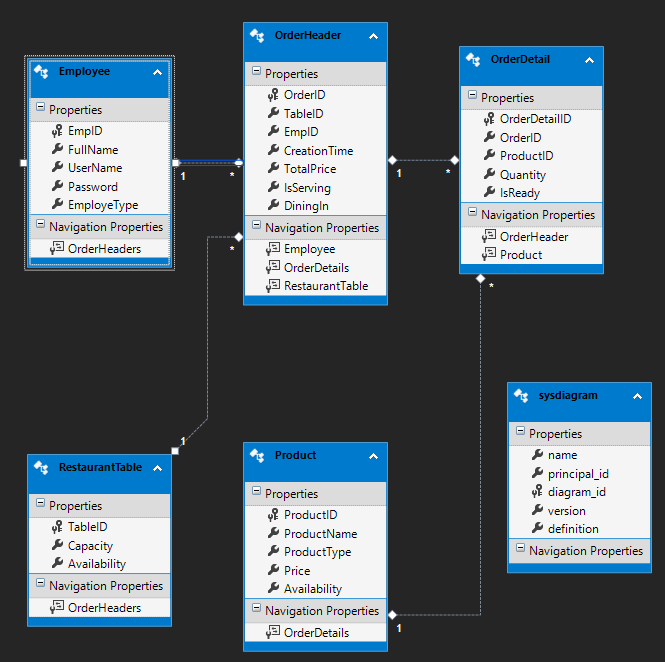 Employee
Properties
EmpID
FullName
UserName
Password
EmployeType
Navigation Properties
OrderHeaders
1
*
OrderHeader
Properties
OrderID
TableID
EmpID
CreationTime
TotalPrice
IsServing
DiningIn
Navigation Properties
Employee
OrderDetails
RestaurantTable
*
1
*
OrderDetail
Properties
OrderDetailID
OrderID
ProductID
Quantity
IsReady
Navigation Properties
OrderHeader
Product
*
1
RestaurantTable
Properties
TableID
Capacity
Availability
Navigation Properties
OrderHeaders
Product
Properties
ProductID
ProductName
ProductType
Price
Availability
Navigation Properties
OrderDetails
1
sysdiagram
Properties
name
principal_id
diagram_id
version
definition
Navigation Properties